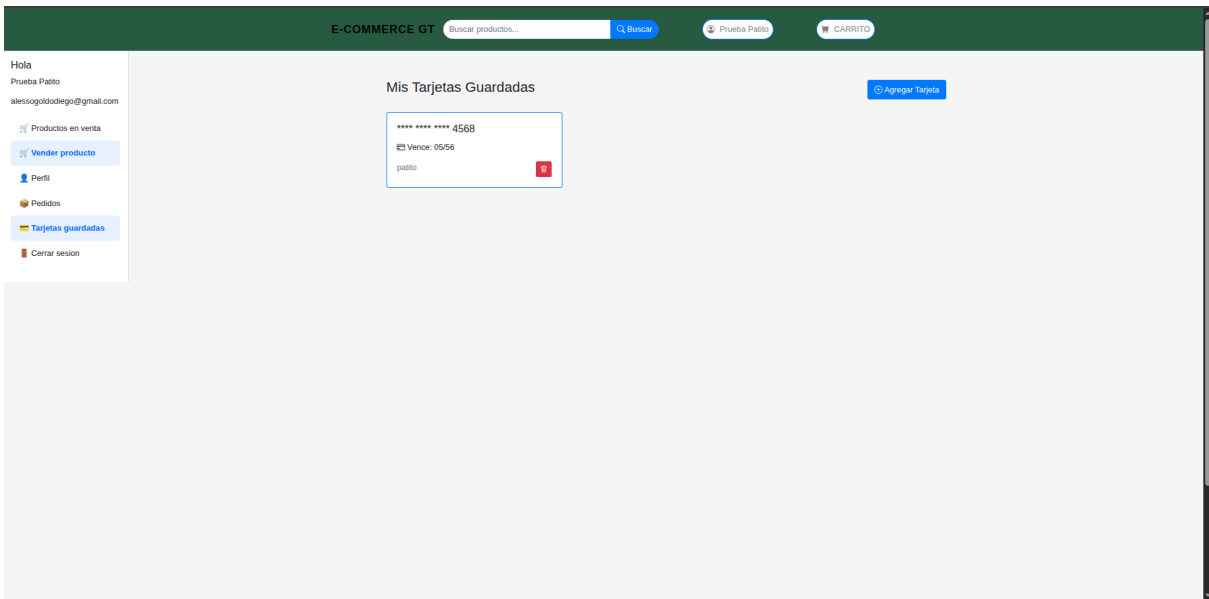 E-COMMERCE GT
Buscar productos...
Buscar
Prueba Patito
CARRITO
Hola
Prueba Patito
alessogoldodiego@gmail.com
Productos en venta
Vender producto
Perfil
Pedidos
Tarjetas guardadas
Cerrar sesion
Mis Tarjetas Guardadas
Agregar Tarjeta
**** **** **** 4568
Vence: 05/56
patito